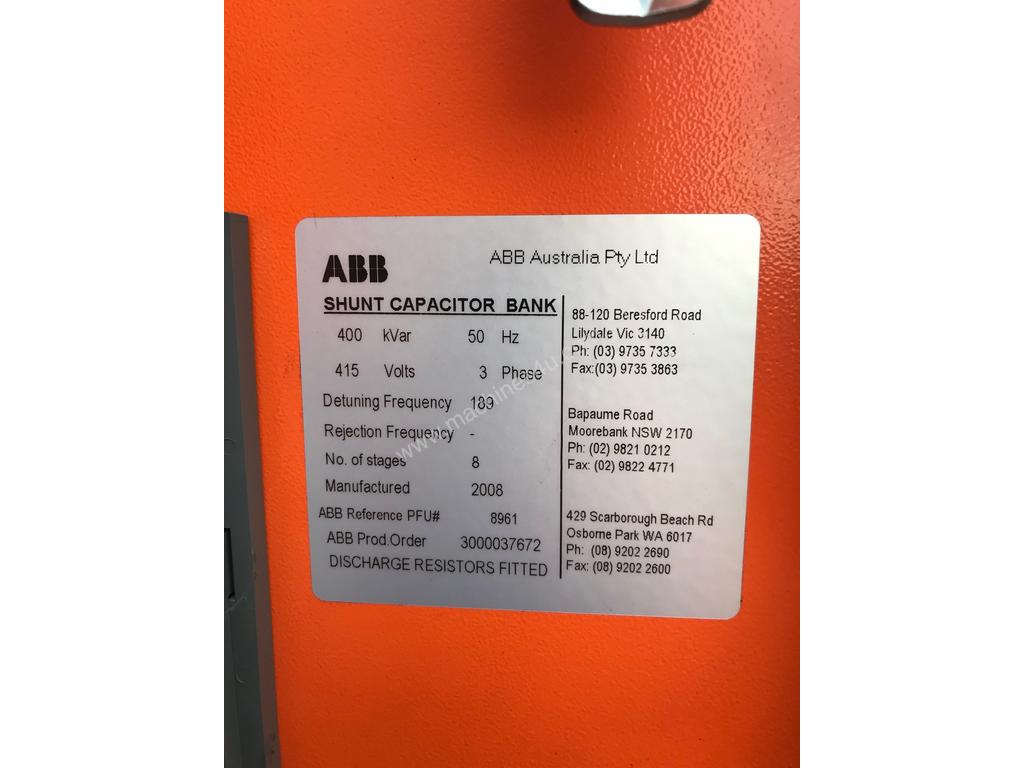 ABB
ABB Australia Pty Ltd
SHUNT CAPACITOR BANK
400 kVar 50 Hz
415 Volts 3 Phase
Detuning Frequency 189
Rejection Frequency -
No. of stages 8
Manufactured 2008
ABB Reference PFU# 8961
ABB Prod.Order 3000037672
DISCHARGE RESISTORS FITTED
88-120 Beresford Road
Lilydale Vic 3140
Ph: (03) 9735 7333
Fax:(03) 9735 3863
Bapaume Road
Moorebank NSW 2170
Ph: (02) 9821 0212
Fax: (02) 9822 4771
429 Scarborough Beach Rd
Osborne Park WA 6017
Ph: (08) 9202 2690
Fax: (08) 9202 2600